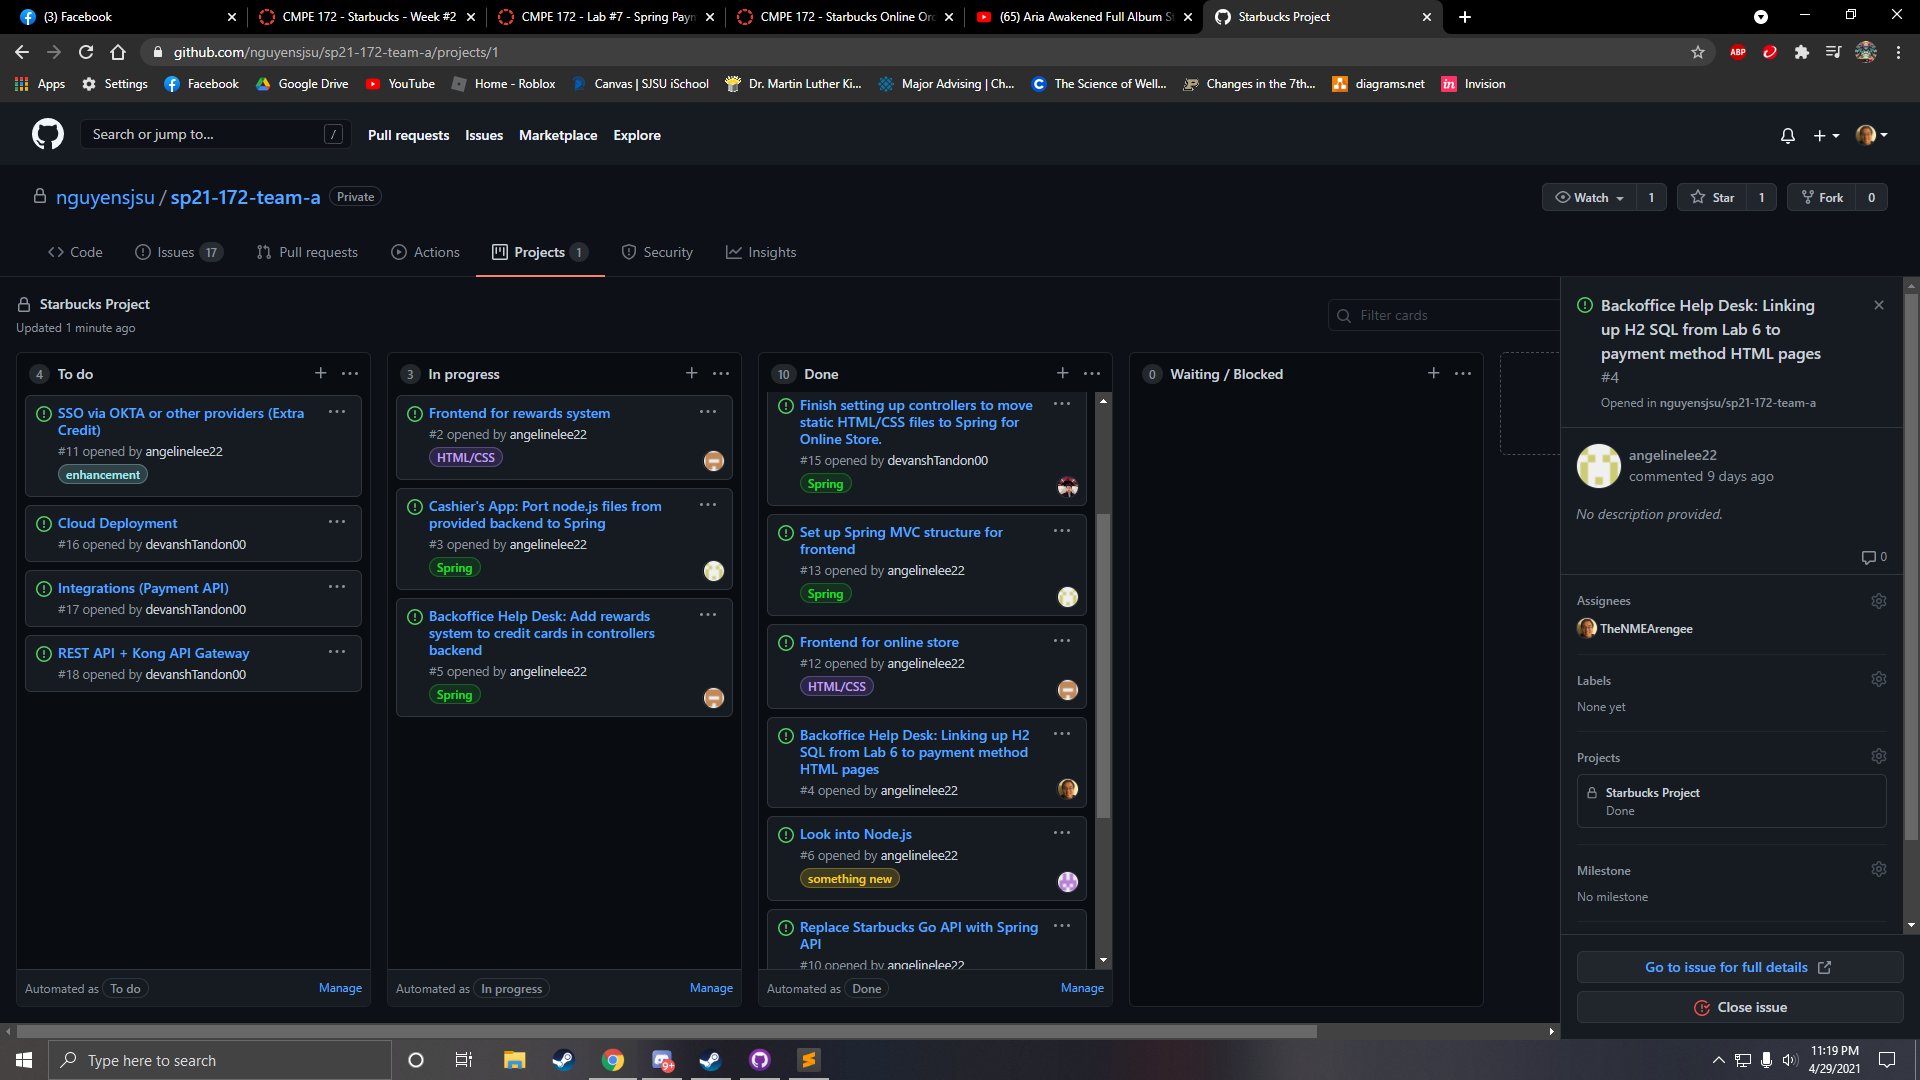 (3) Facebook
CMPE 172 - Starbucks - Week #2
CMPE 172 - Lab #7 - Spring Payn
CMPE 172 - Starbucks Online Ord
(65) Aria Awakened Full Album S
Starbucks Project
github.com/nguyensjsu/sp21-172-team-a/projects/1
ABP
Apps
Settings
Facebook
Google Drive
YouTube
Home - Roblox
Canvas | SJSU iSchool
Dr. Martin Luther Ki...
Major Advising | Ch...
The Science of Well...
Changes in the 7th...
diagrams.net
in
Invision
Search or jump to...
/
Pull requests
Issues
Marketplace
Explore
nguyensjsu / sp21-172-team-a
Private
Watch
1
Star
1
Fork
0
Code
Issues 17
Pull requests
Actions
Projects 1
Security
Insights
Starbucks Project
Updated 1 minute ago
Filter cards
4 To do
SSO via OKTA or other providers (Extra
Credit)
#11 opened by angelinelee22
enhancement
Cloud Deployment
#16 opened by devanshTandon00
Integrations (Payment API)
#17 opened by devanshTandon00
REST API + Kong API Gateway
#18 opened by devanshTandon00
Automated as To do
Manage
3 In progress
Frontend for rewards system
#2 opened by angelinelee22
HTML/CSS
Cashier's App: Port node.js files from
provided backend to Spring
#3 opened by angelinelee22
Spring
Backoffice Help Desk: Add rewards
system to credit cards in controllers
backend
#5 opened by angelinelee22
Spring
Automated as In progress
Manage
10 Done
Finish setting up controllers to move
static HTML/CSS files to Spring for
Online Store.
#15 opened by devanshTandon00
Spring
Set up Spring MVC structure for
frontend
#13 opened by angelinelee22
Spring
Frontend for online store
#12 opened by angelinelee22
HTML/CSS
Backoffice Help Desk: Linking up H2
SQL from Lab 6 to payment method
HTML pages
#4 opened by angelinelee22
Look into Node.js
#6 opened by angelinelee22
something new
Replace Starbucks Go API with Spring
API
#10 opened by angelinelee22
Automated as Done
Manage
0 Waiting / Blocked
Backoffice Help Desk: Linking
up H2 SQL from Lab 6 to
payment method HTML pages
#4
Opened in nguyensjsu/sp21-172-team-a
angelinelee22
commented 9 days ago
No description provided.
0
Assignees
TheNMEArengee
Labels
None yet
Projects
Starbucks Project
Done
Milestone
No milestone
Go to issue for full details
Close issue
Type here to search
9+
11:19 PM
4/29/2021